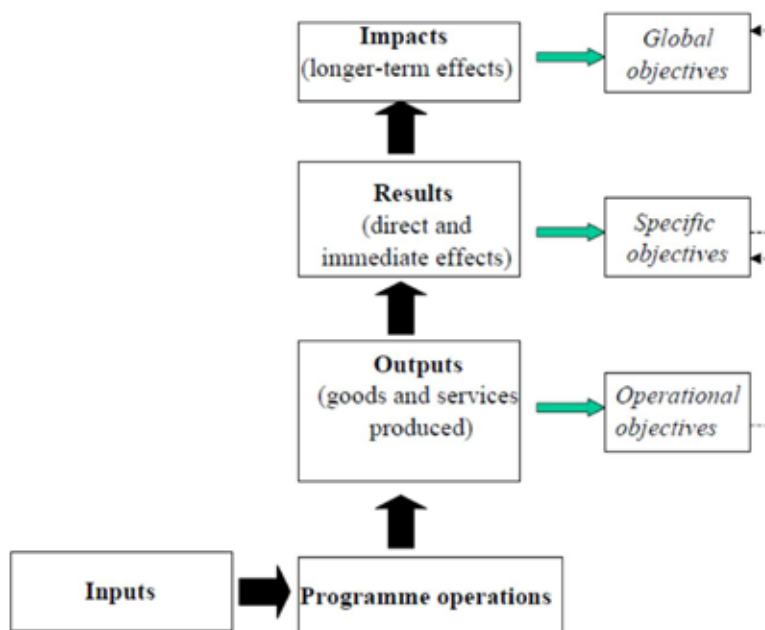 Impacts
(longer-term effects)
Global
objectives
Results
(direct and
immediate effects)
Specific
objectives
Outputs
(goods and services
produced)
Operational
objectives
Inputs
Programme operations